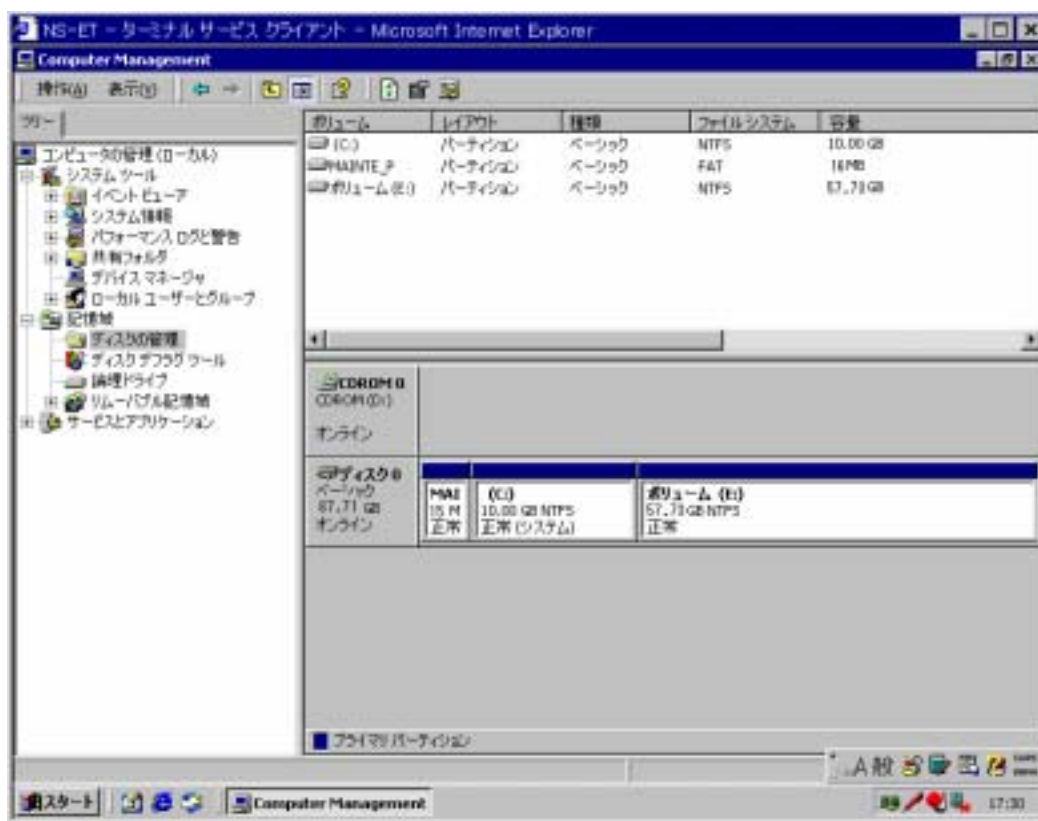 NS-ET - ターミナル サービス クライアント - Microsoft Internet Explorer
Computer Management
操作(A) 表示(V)
ツリー
コンピュータの管理 (ローカル)
システム ツール
イベント ビューア
システム情報
パフォーマンス ログと警告
共有フォルダ
デバイス マネージャ
ローカル ユーザーとグループ
記憶域
ディスクの管理
ディスク デフラグ ツール
論理ドライブ
リムーバブル記憶域
サービスとアプリケーション
ボリューム レイアウト 種類 ファイル システム 容量
(C:) パーティション ベーシック NTFS 10.00 GB
MAINTE_P パーティション ベーシック FAT 16 MB
ボリューム (E:) パーティション ベーシック NTFS NTFS
CDROM 0
CDROM (D:)
オンライン
ディスク 0
ベーシック
オンライン
MAI
正常
(C:)
10.00 GB NTFS
正常 (システム)
ボリューム (E:)
正常
プライマリ パーティション
A 般
スタート Computer Management 17:30